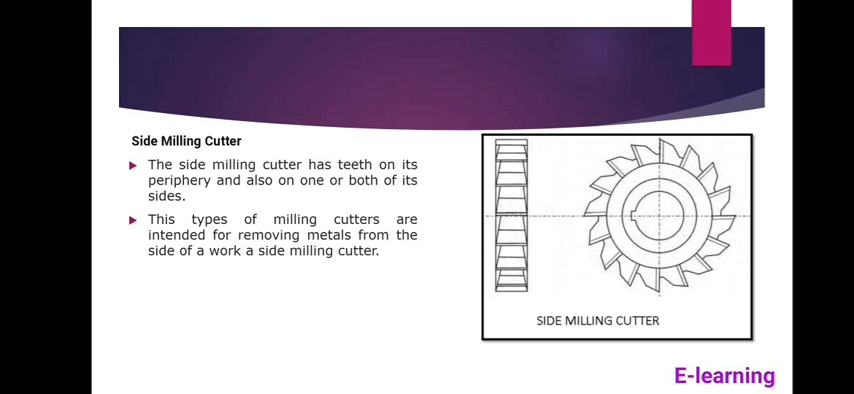 Side Milling Cutter
The side milling cutter has teeth on its
periphery and also on one or both of its
sides.
This types of milling cutters are
intended for removing metals from the
side of a work a side milling cutter.
SIDE MILLING CUTTER
E-learning